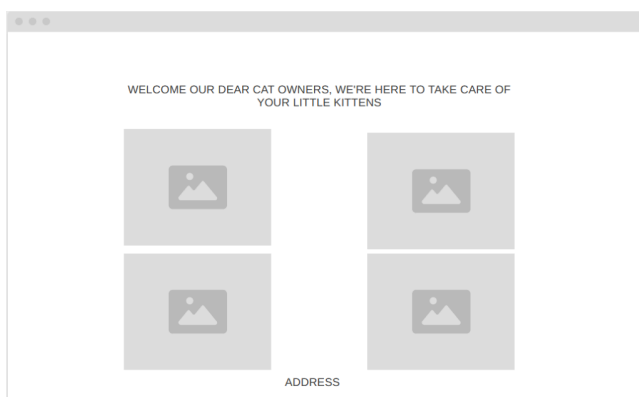 WELCOME OUR DEAR CAT OWNERS, WE'RE HERE TO TAKE CARE OF
YOUR LITTLE KITTENS
ADDRESS